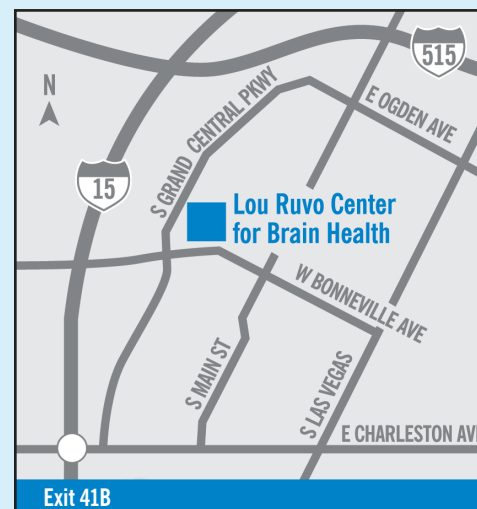 515
N
E OGDEN AVE
S GRAND CENTRAL PKWY
15
Lou Ruvo Center
for Brain Health
W BONNEVILLE AVE
S MAIN ST
S LAS VEGAS
E CHARLESTON AV
Exit 41B